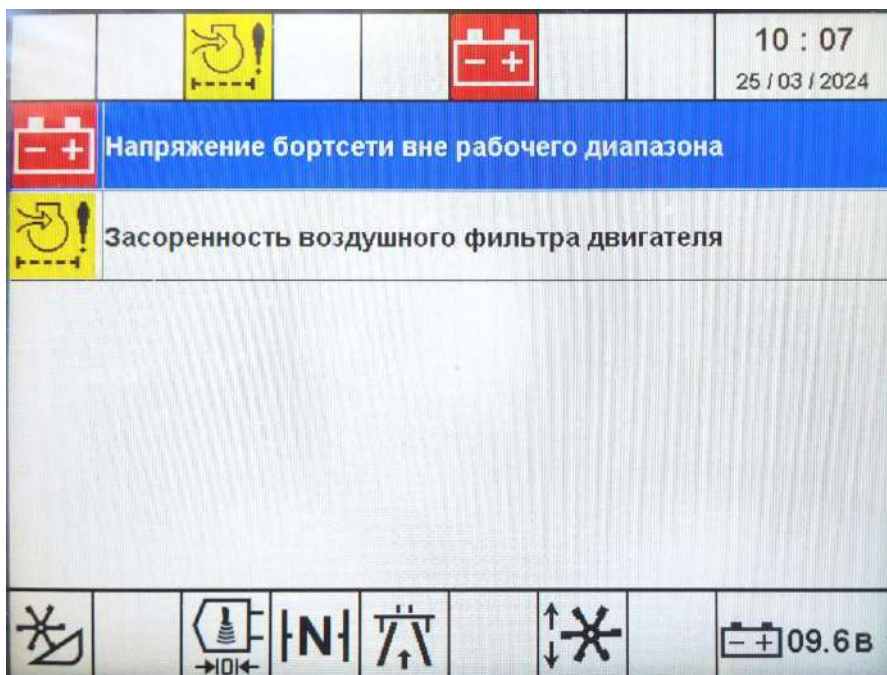 10 : 07
25 / 03 / 2024
Напряжение бортсети вне рабочего диапазона
Засоренность воздушного фильтра двигателя
N
09.6 В